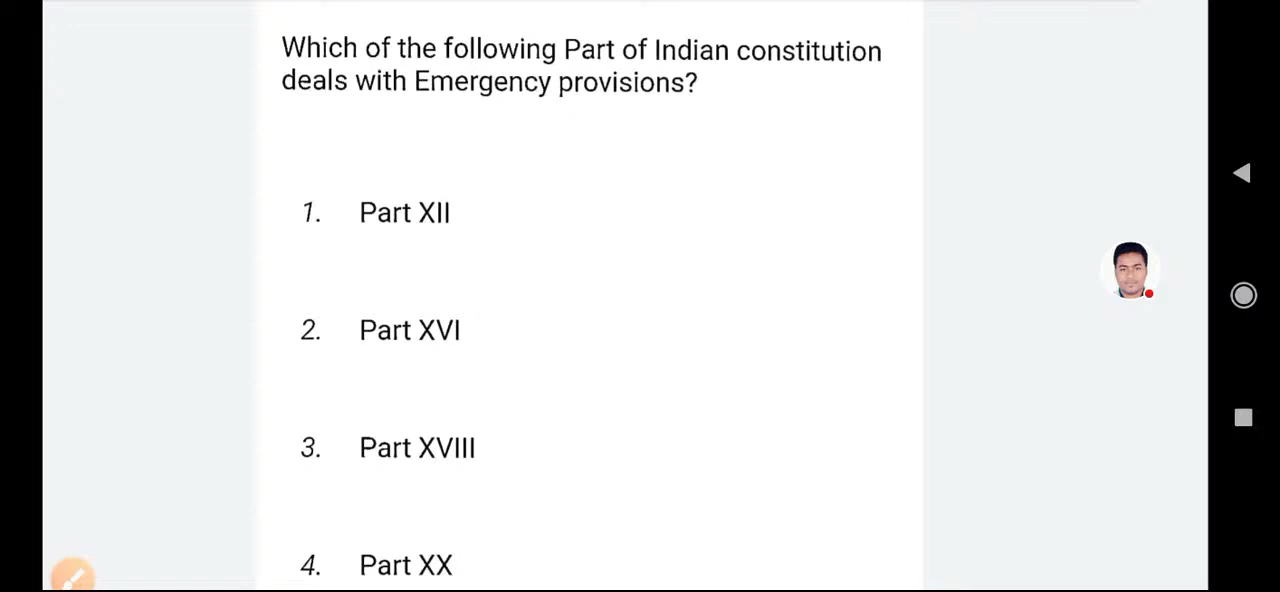 Which of the following Part of Indian constitution
deals with Emergency provisions?
1. Part XII
2. Part XVI
3. Part XVIII
4. Part XX